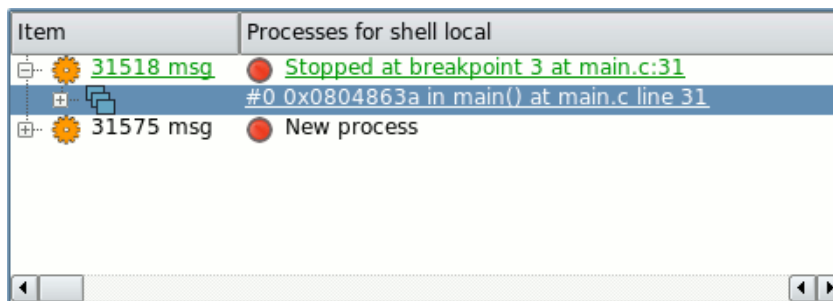 Item Processes for shell local
31518 msg Stopped at breakpoint 3 at main.c:31
#0 0x0804863a in main() at main.c line 31
31575 msg New process